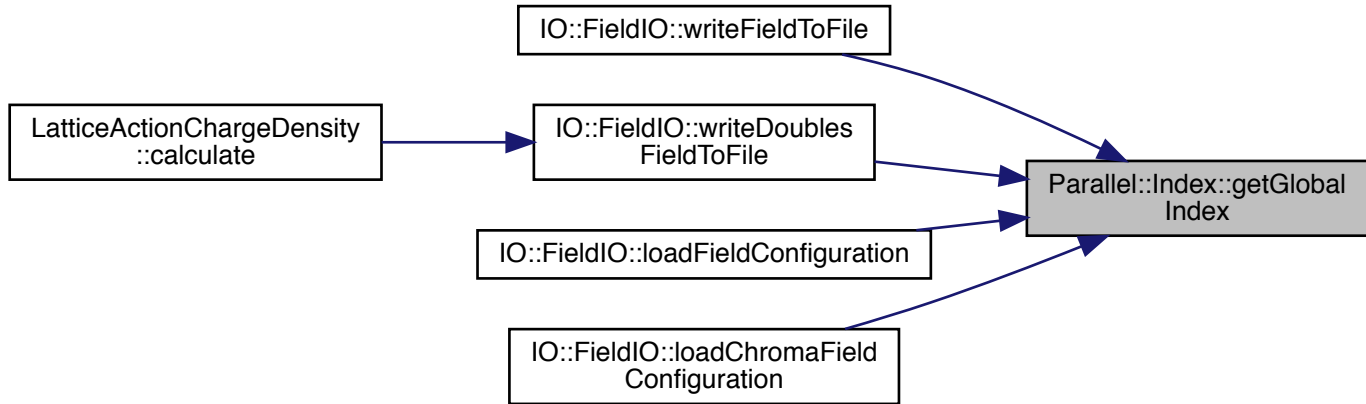 IO::FieldIO::writeFieldToFile
LatticeActionChargeDensity
::calculate
IO::FieldIO::writeDoubles
FieldToFile
Parallel::Index::getGlobal
Index
IO::FieldIO::loadFieldConfiguration
IO::FieldIO::loadChromaField
Configuration